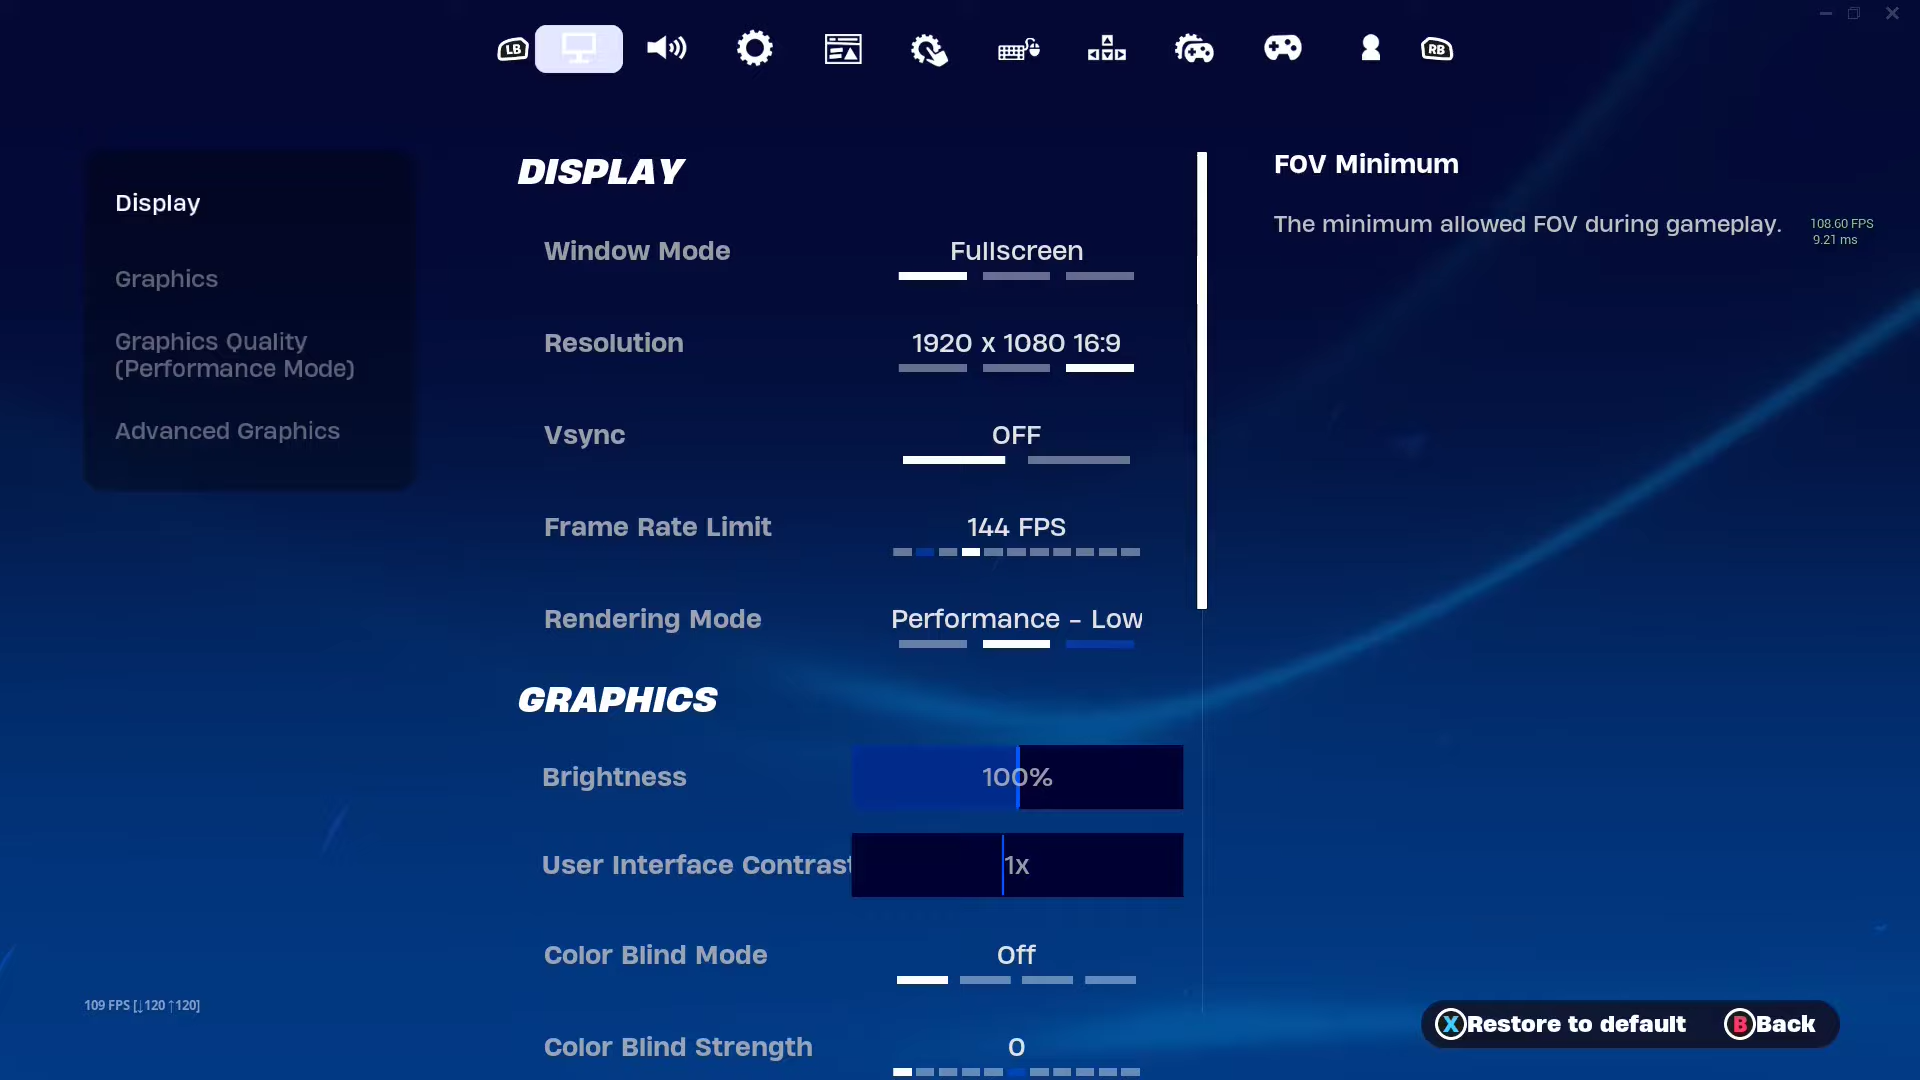 LB
RB
Display
Graphics
Graphics Quality
(Performance Mode)
Advanced Graphics
DISPLAY
Window Mode
Fullscreen
Resolution
1920 x 1080 16:9
Vsync
OFF
Frame Rate Limit
144 FPS
Rendering Mode
Performance - Low
GRAPHICS
Brightness
100%
User Interface Contrast
1x
Color Blind Mode
Off
Color Blind Strength
0
FOV Minimum
The minimum allowed FOV during gameplay.
108.60 FPS
9.21 ms
109 FPS [↓120 ↑120]
X Restore to default
B Back